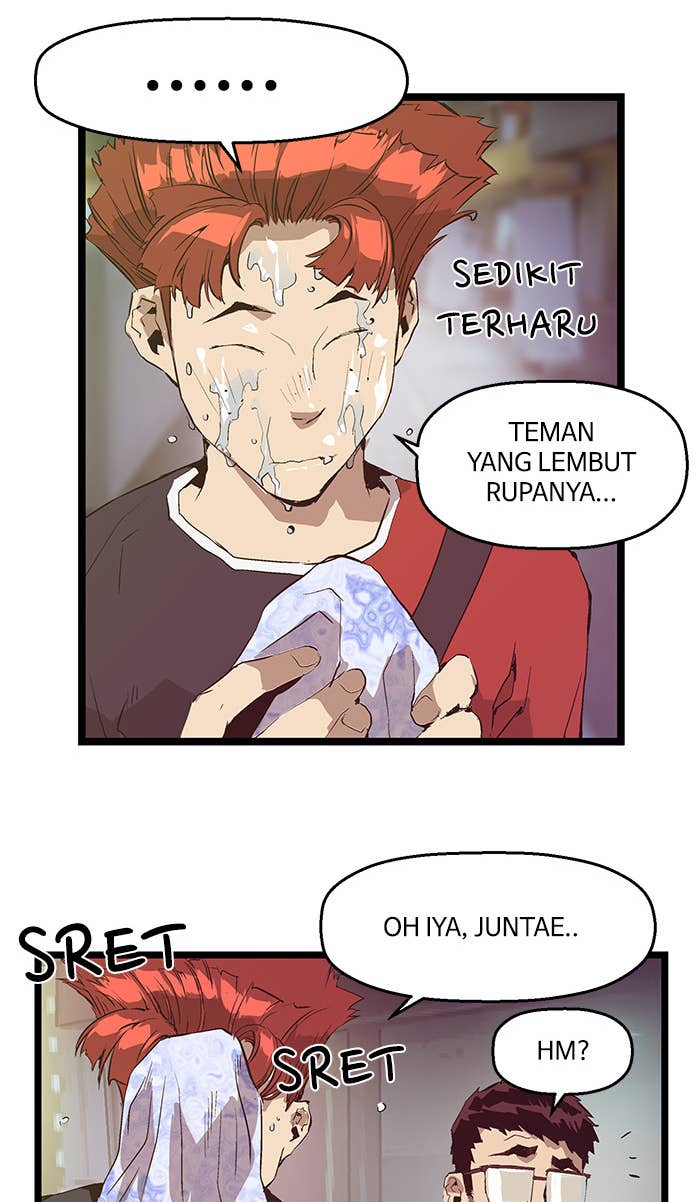 ......
SEDIKIT
TERHARU
TEMAN
YANG LEMBUT
RUPANYA...
OH IYA, JUNTAE..
SRET
SRET
HM?